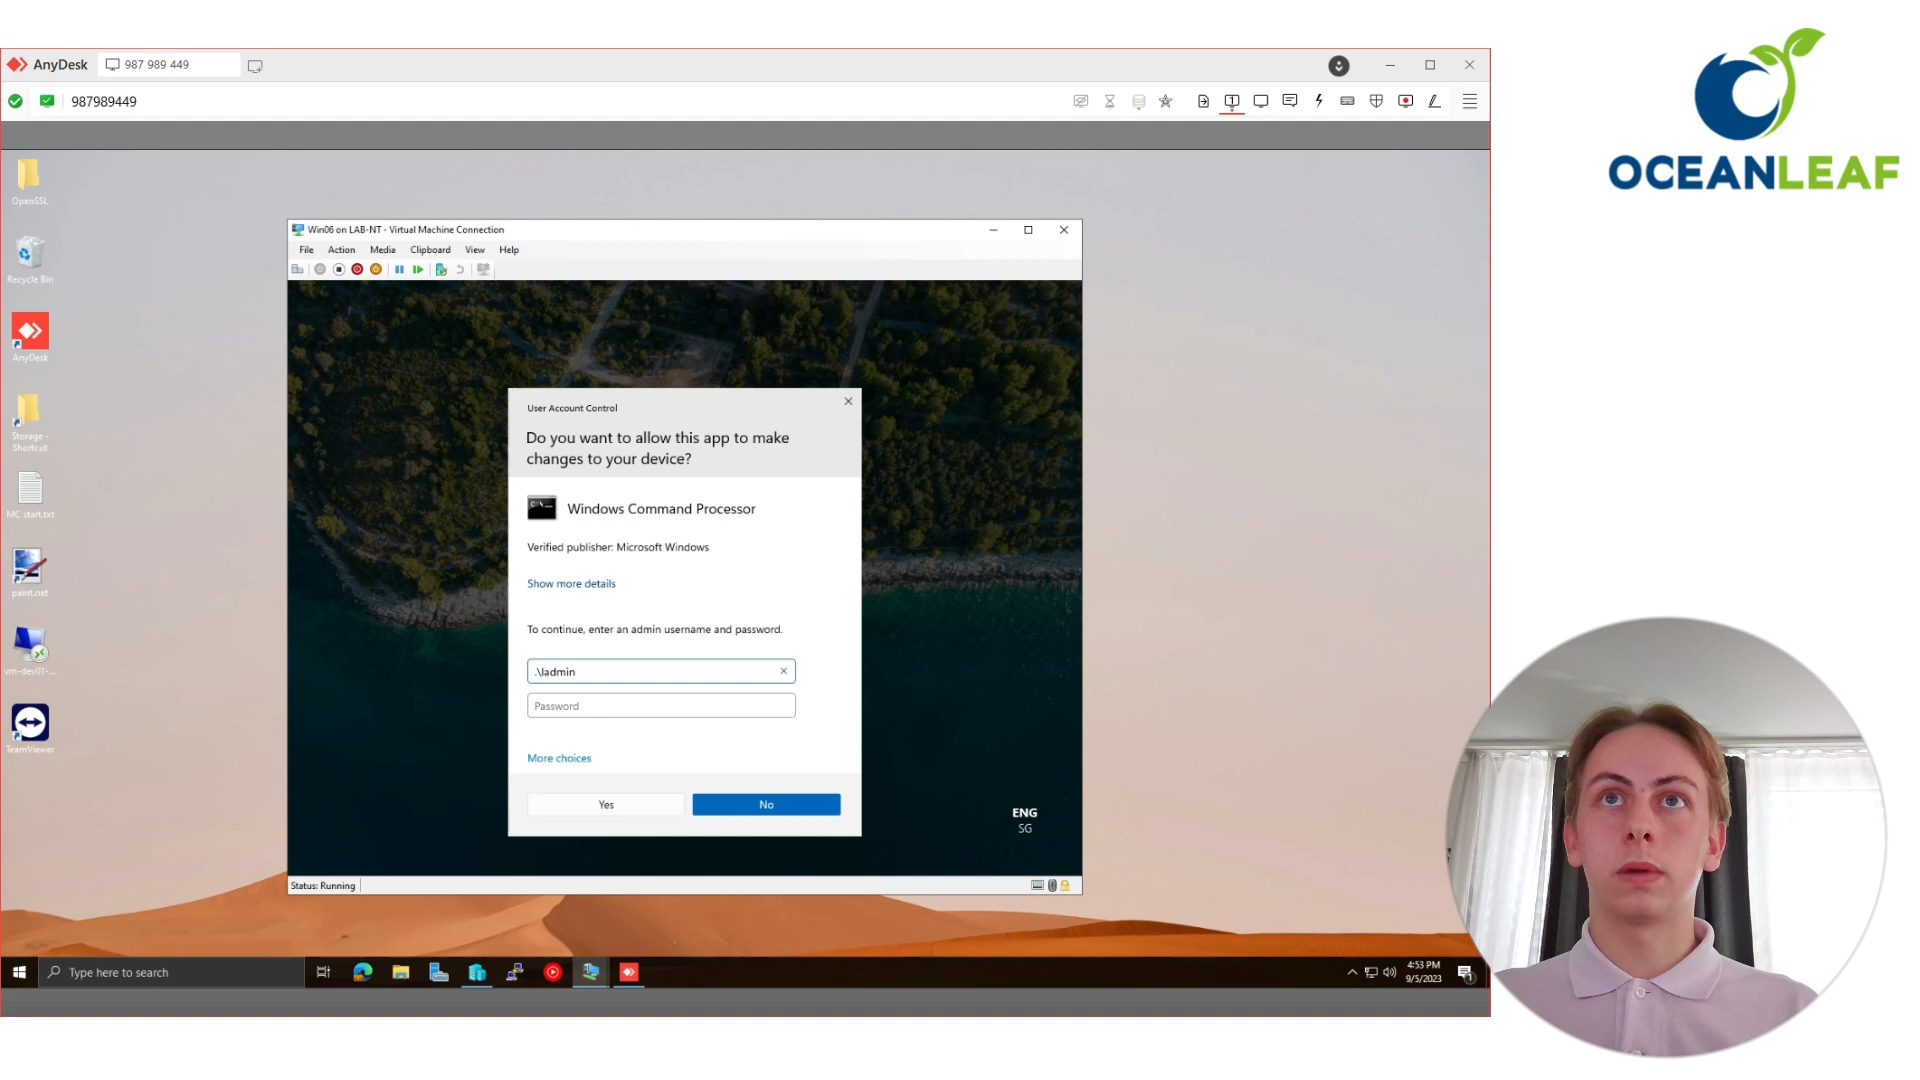 AnyDesk
987 989 449
987989449
OCEANLEAF
OpenSSL
Recycle Bin
AnyDesk
Storage -
Shortcut
MC start.txt
paint.net
vm-dev01-...
TeamViewer
Win06 on LAB-NT - Virtual Machine Connection
File Action Media Clipboard View Help
User Account Control
Do you want to allow this app to make
changes to your device?
Windows Command Processor
Verified publisher: Microsoft Windows
Show more details
To continue, enter an admin username and password.
.\ladmin
Password
More choices
Yes
No
ENG
SG
Status: Running
Type here to search
4:53 PM
9/5/2023
1